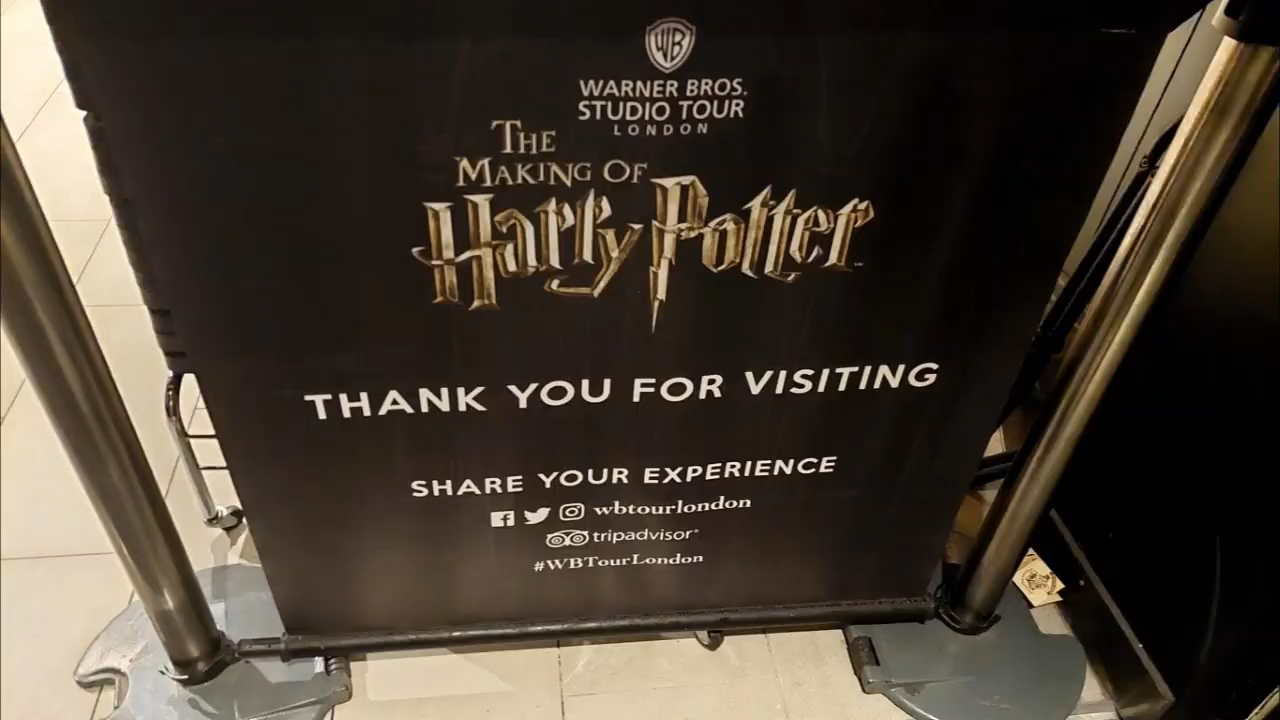 WB
WARNER BROS.
STUDIO TOUR
LONDON
THE
MAKING OF
Harry Potter
THANK YOU FOR VISITING
SHARE YOUR EXPERIENCE
wbtourlondon
tripadvisor®
#WBTourLondon